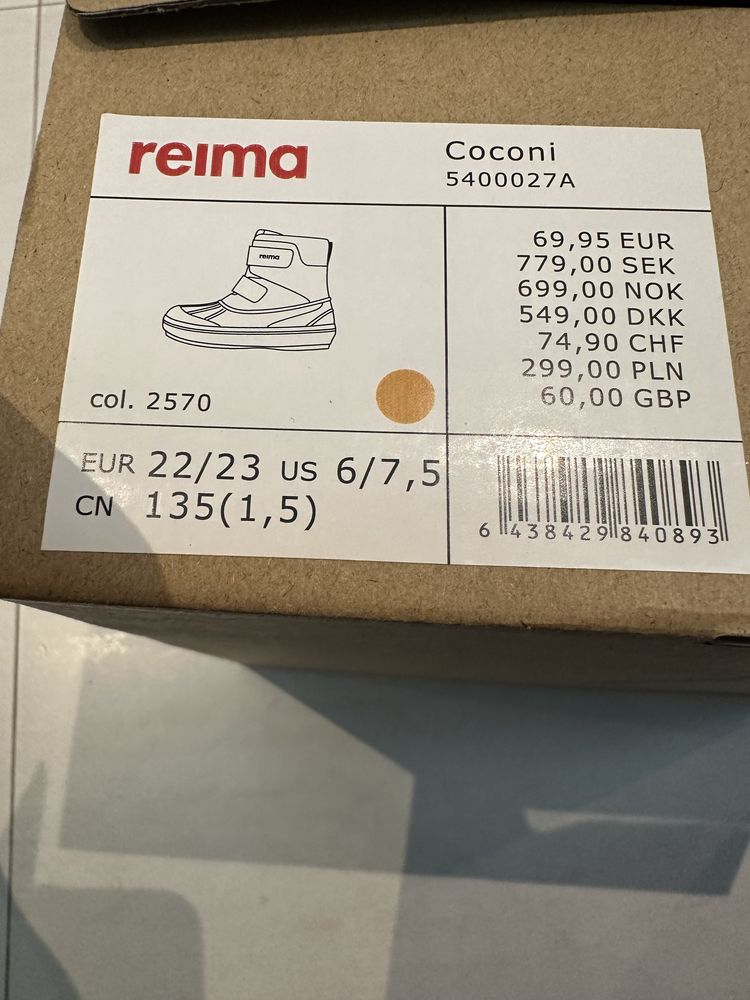 reima
Coconi
5400027A
reima
col. 2570
69,95 EUR
779,00 SEK
699,00 NOK
549,00 DKK
74,90 CHF
299,00 PLN
60,00 GBP
EUR 22/23 US 6/7,5
CN 135(1,5)
6 438429 840893